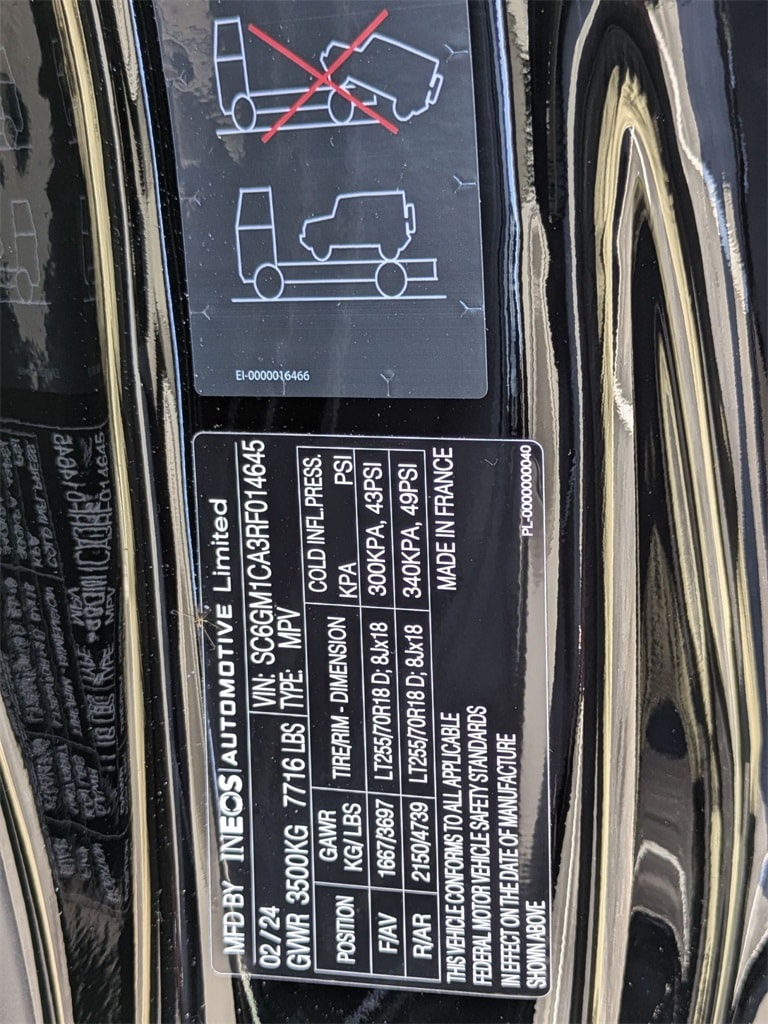 EI-0000016466
MFD BY INEOS AUTOMOTIVE Limited
02 / 24 VIN: SC6GM1CA3RF014645
GVWR 3500KG 7716 LBS TYPE: MPV
POSITION GAWR KG/ LBS TIRE/RIM - DIMENSION COLD INFL.PRESS. KPA PSI
F/AV 1667/3697 LT255/70R18 D; 8Jx18 300KPA, 43PSI
R/AR 2150/4739 LT255/70R18 D; 8Jx18 340KPA, 49PSI
THIS VEHICLE CONFORMS TO ALL APPLICABLE MADE IN FRANCE
FEDERAL MOTOR VEHICLE SAFETY STANDARDS
IN EFFECT ON THE DATE OF MANUFACTURE
SHOWN ABOVE
PL-0000000040